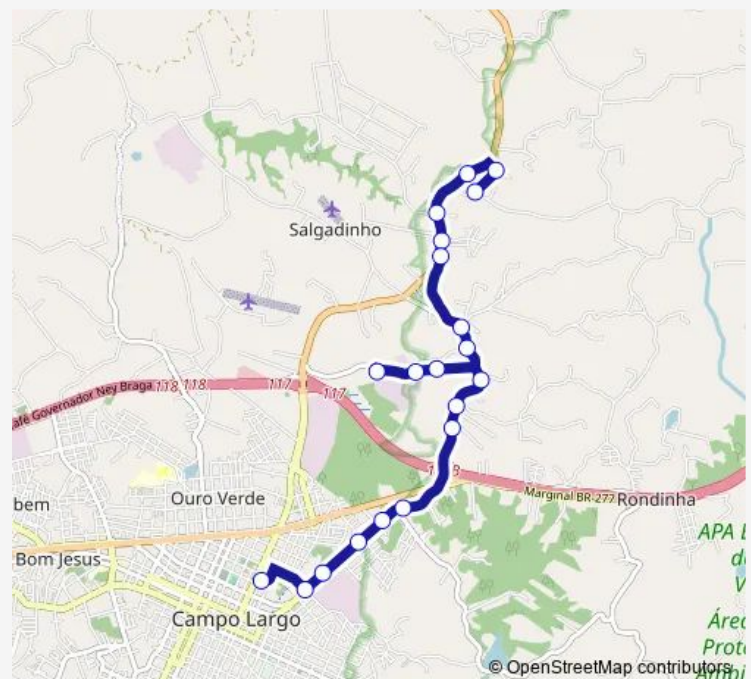 Salgadinho
afé Governador Ney Braga
118
118
117
117
Ouro Verde
Marginal BR-277
Rondinha
bem
Bom Jesus
Campo Largo
APA
d
V
Área
Prot
Ambi
© OpenStreetMap contributors